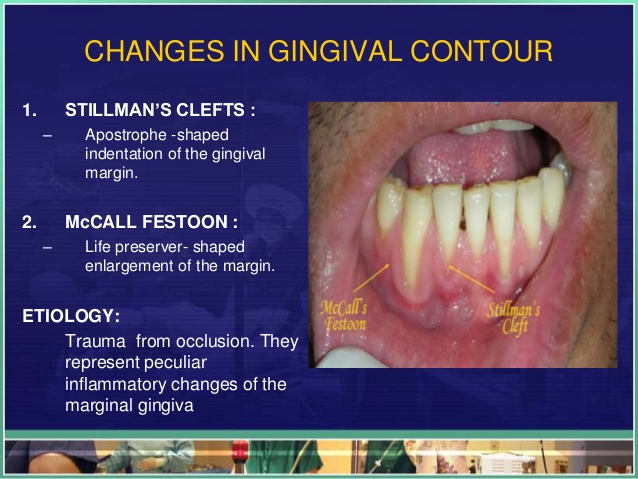 CHANGES IN GINGIVAL CONTOUR
1. STILLMAN'S CLEFTS :
– Apostrophe -shaped
indentation of the gingival
margin.
2. McCALL FESTOON :
– Life preserver- shaped
enlargement of the margin.
ETIOLOGY:
Trauma from occlusion. They
represent peculiar
inflammatory changes of the
marginal gingiva
McCall's
Festoon
Stillman's
Cleft